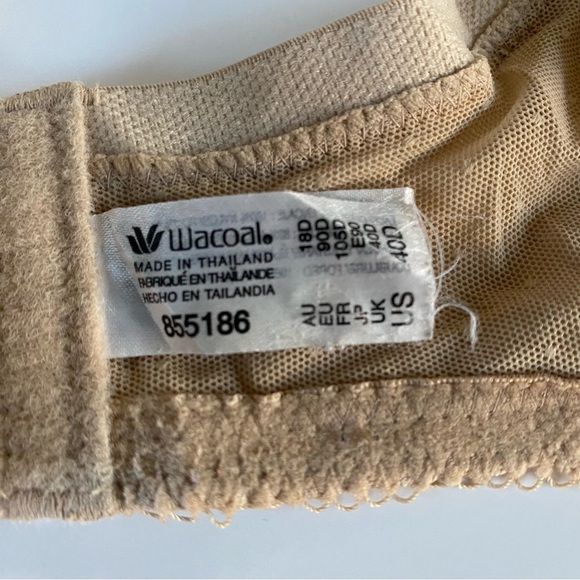 Wacoal®
MADE IN THAILAND
FABRIQUÉ EN THAÏLANDE
HECHO EN TAILANDIA
855186
AU 18D
EU 90D
FR 105D
JP E90
UK 40D
US 40D